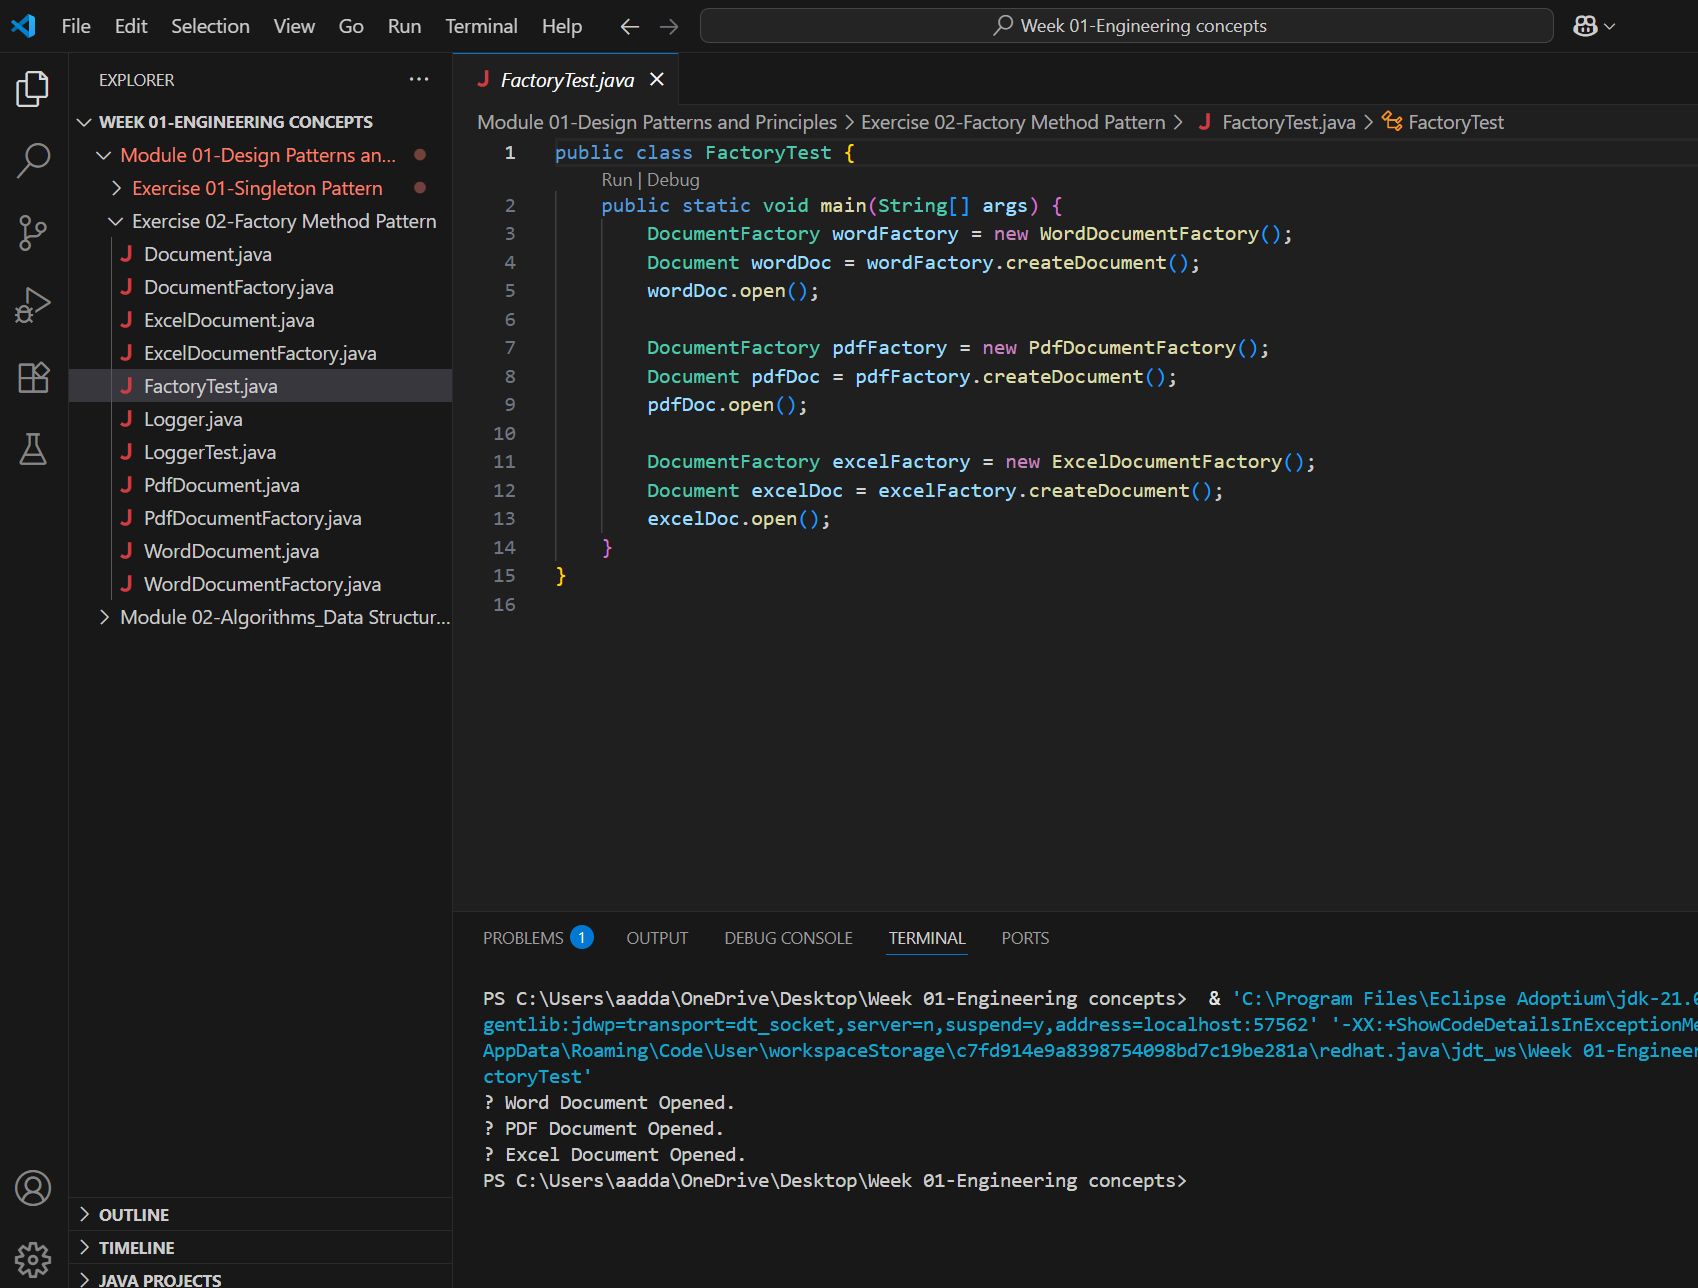 File Edit Selection View Go Run Terminal Help
Week 01-Engineering concepts
EXPLORER
WEEK 01-ENGINEERING CONCEPTS
Module 01-Design Patterns an...
Exercise 01-Singleton Pattern
Exercise 02-Factory Method Pattern
Document.java
DocumentFactory.java
ExcelDocument.java
ExcelDocumentFactory.java
FactoryTest.java
Logger.java
LoggerTest.java
PdfDocument.java
PdfDocumentFactory.java
WordDocument.java
WordDocumentFactory.java
Module 02-Algorithms_Data Structur...
OUTLINE
TIMELINE
JAVA PROJECTS
J FactoryTest.java
Module 01-Design Patterns and Principles > Exercise 02-Factory Method Pattern > J FactoryTest.java > FactoryTest
1 public class FactoryTest {
Run | Debug
2 public static void main(String[] args) {
3 DocumentFactory wordFactory = new WordDocumentFactory();
4 Document wordDoc = wordFactory.createDocument();
5 wordDoc.open();
6
7 DocumentFactory pdfFactory = new PdfDocumentFactory();
8 Document pdfDoc = pdfFactory.createDocument();
9 pdfDoc.open();
10
11 DocumentFactory excelFactory = new ExcelDocumentFactory();
12 Document excelDoc = excelFactory.createDocument();
13 excelDoc.open();
14 }
15 }
16
PROBLEMS 1 OUTPUT DEBUG CONSOLE TERMINAL PORTS
PS C:\Users\aadda\OneDrive\Desktop\Week 01-Engineering concepts> & 'C:\Program Files\Eclipse Adoptium\jdk-21.0
gentlib:jdwp=transport=dt_socket,server=n,suspend=y,address=localhost:57562' '-XX:+ShowCodeDetailsInExceptionMe
AppData\Roaming\Code\User\workspaceStorage\c7fd914e9a8398754098bd7c19be281a\redhat.java\jdt_ws\Week 01-Engineer
ctoryTest'
? Word Document Opened.
? PDF Document Opened.
? Excel Document Opened.
PS C:\Users\aadda\OneDrive\Desktop\Week 01-Engineering concepts>